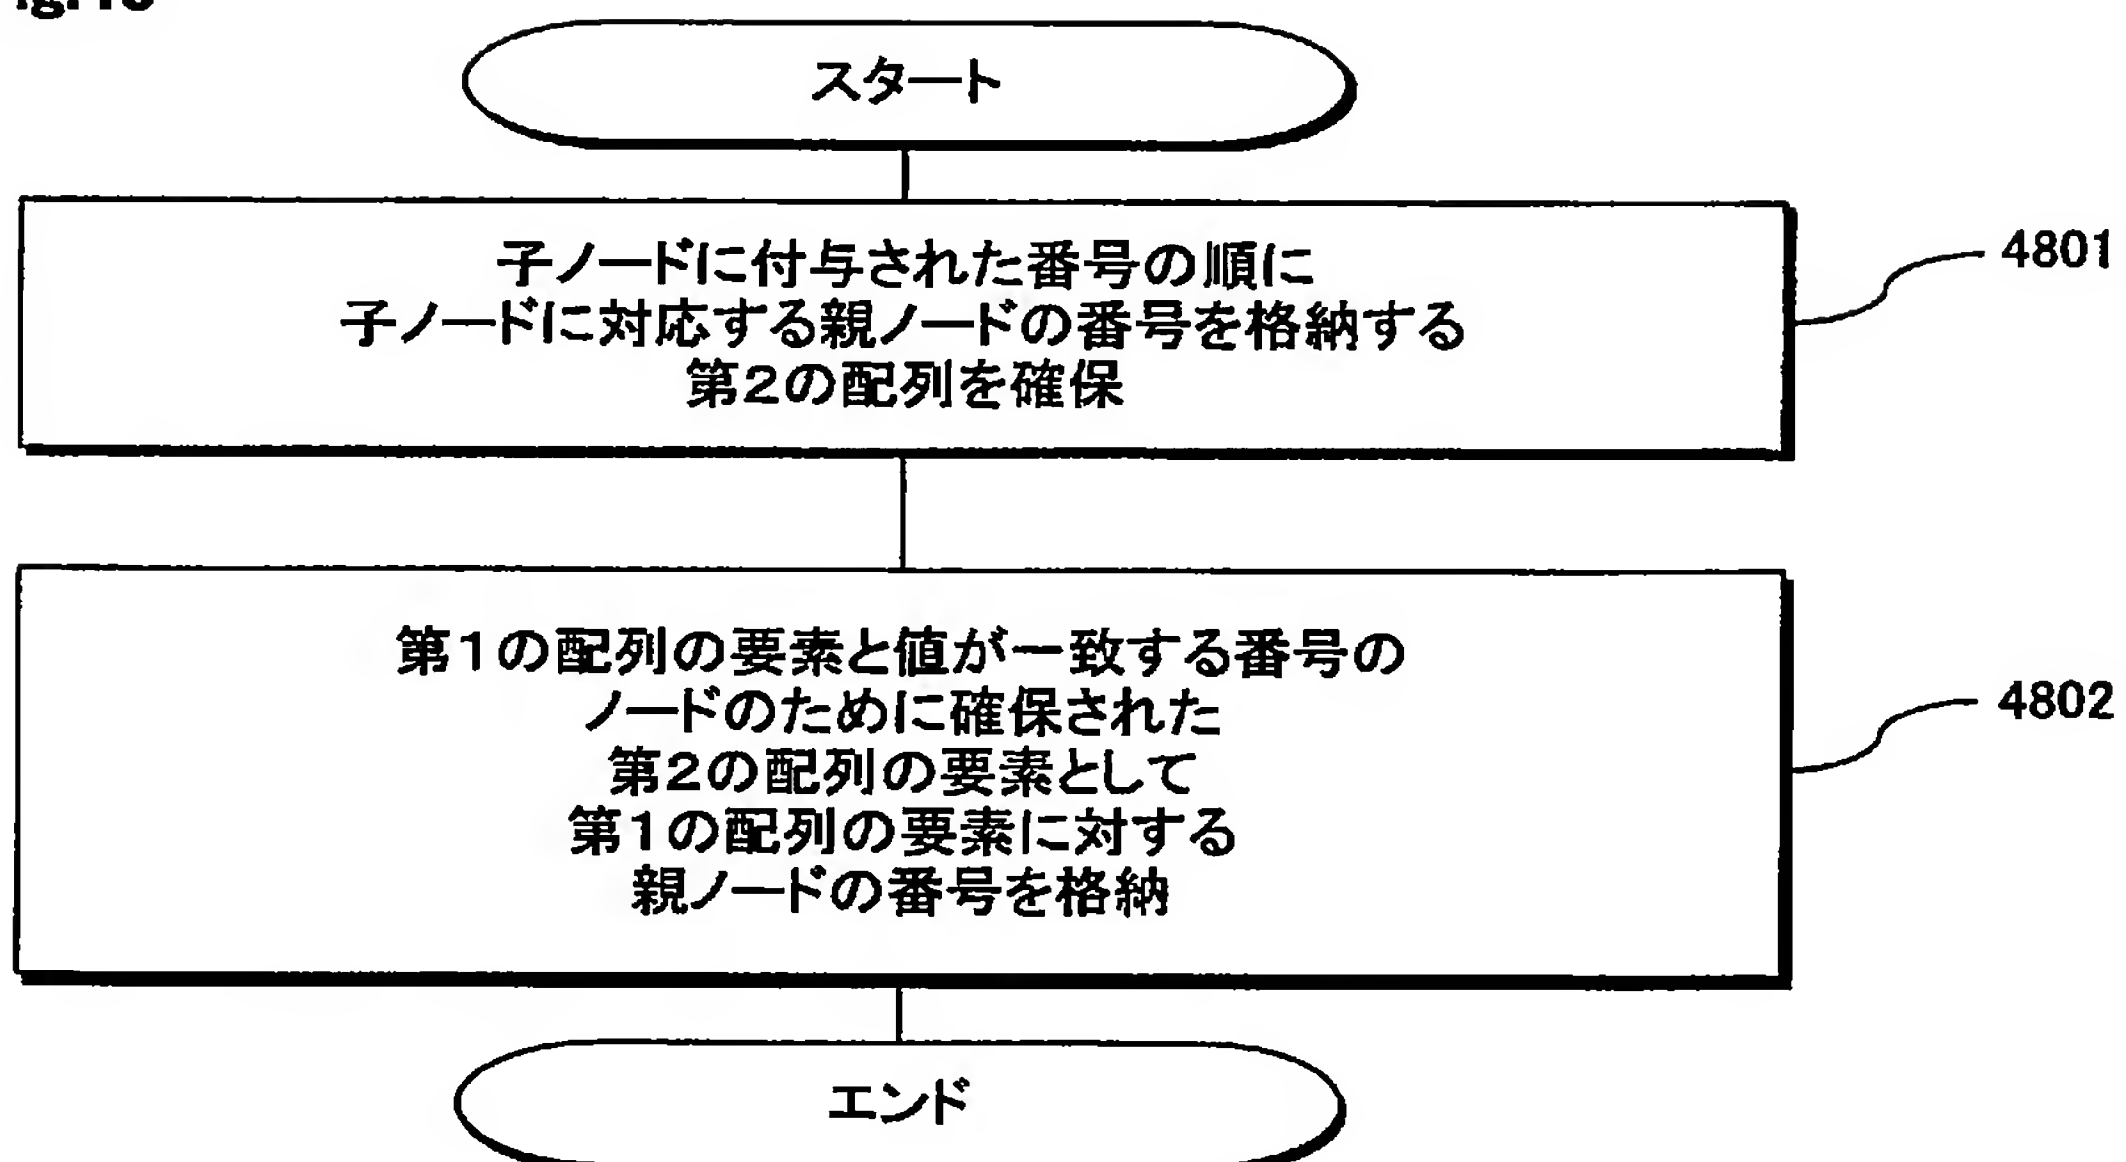 スタート
子ノードに付与された番号の順に
子ノードに対応する親ノードの番号を格納する
第2の配列を確保
4801
第1の配列の要素と値が一致する番号の
ノードのために確保された
第2の配列の要素として
第1の配列の要素に対する
親ノードの番号を格納
4802
エンド